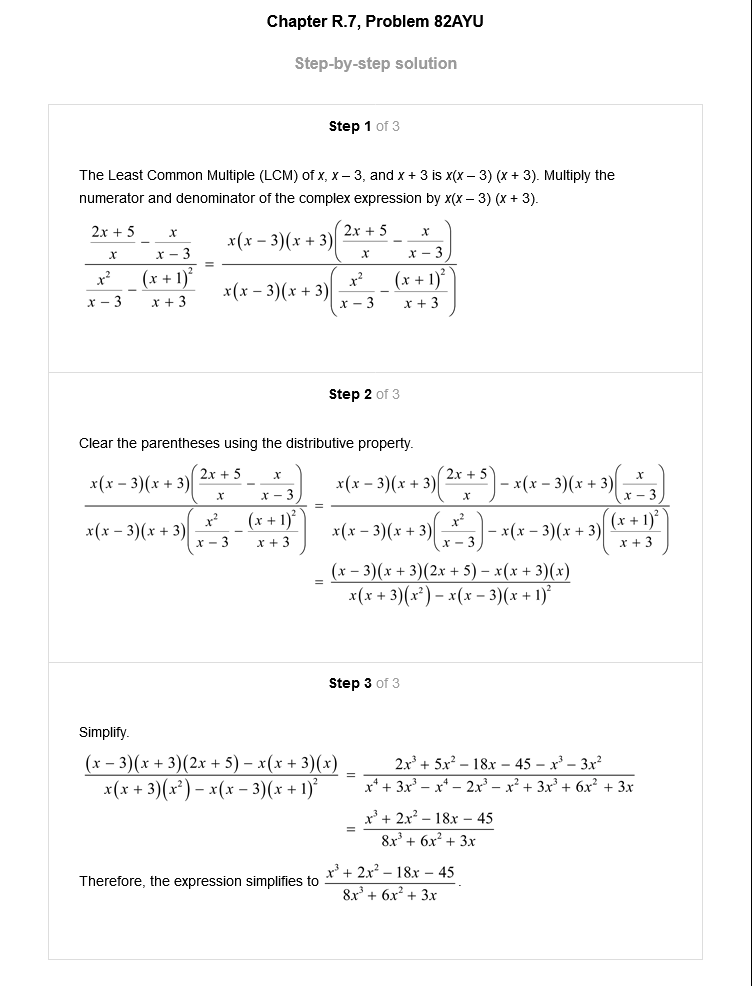 Chapter R.7, Problem 82AYU
Step-by-step solution
Step 1 of 3
The Least Common Multiple (LCM) of x, x – 3, and x + 3 is x(x – 3) (x + 3). Multiply the
numerator and denominator of the complex expression by x(x – 3) (x + 3).
\frac{\frac{2x+5}{x} - \frac{x}{x-3}}{\frac{x^2}{x-3} - \frac{(x+1)^2}{x+3}} = \frac{x(x-3)(x+3)\left(\frac{2x+5}{x} - \frac{x}{x-3}\right)}{x(x-3)(x+3)\left(\frac{x^2}{x-3} - \frac{(x+1)^2}{x+3}\right)}
Step 2 of 3
Clear the parentheses using the distributive property.
\frac{x(x-3)(x+3)\left(\frac{2x+5}{x} - \frac{x}{x-3}\right)}{x(x-3)(x+3)\left(\frac{x^2}{x-3} - \frac{(x+1)^2}{x+3}\right)} = \frac{x(x-3)(x+3)\left(\frac{2x+5}{x}\right) - x(x-3)(x+3)\left(\frac{x}{x-3}\right)}{x(x-3)(x+3)\left(\frac{x^2}{x-3}\right) - x(x-3)(x+3)\left(\frac{(x+1)^2}{x+3}\right)}
= \frac{(x-3)(x+3)(2x+5) - x(x+3)(x)}{x(x+3)(x^2) - x(x-3)(x+1)^2}
Step 3 of 3
Simplify.
\frac{(x-3)(x+3)(2x+5) - x(x+3)(x)}{x(x+3)(x^2) - x(x-3)(x+1)^2} = \frac{2x^3 + 5x^2 - 18x - 45 - x^3 - 3x^2}{x^4 + 3x^3 - x^4 - 2x^3 - x^2 + 3x^3 + 6x^2 + 3x}
= \frac{x^3 + 2x^2 - 18x - 45}{8x^3 + 6x^2 + 3x}
Therefore, the expression simplifies to \frac{x^3 + 2x^2 - 18x - 45}{8x^3 + 6x^2 + 3x}.